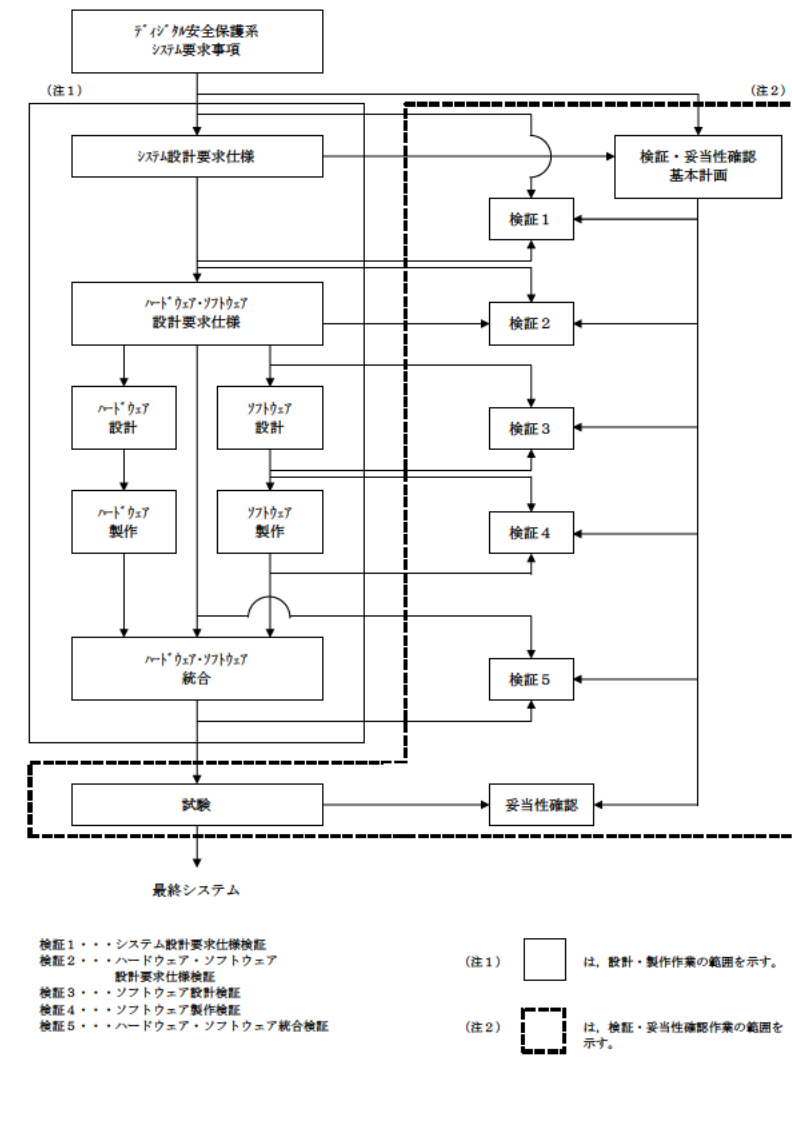 ﾃﾞｨｼﾞﾀﾙ安全保護系
ｼｽﾃﾑ要求事項
（注１）
（注２）
ｼｽﾃﾑ設計要求仕様
検証・妥当性確認
基本計画
検証１
ﾊｰﾄﾞｳｪｱ･ｿﾌﾄｳｪｱ
設計要求仕様
検証２
ﾊｰﾄﾞｳｪｱ
設計
ｿﾌﾄｳｪｱ
設計
検証３
ﾊｰﾄﾞｳｪｱ
製作
ｿﾌﾄｳｪｱ
製作
検証４
ﾊｰﾄﾞｳｪｱ･ｿﾌﾄｳｪｱ
統合
検証５
試験
妥当性確認
最終システム
検証１・・・システム設計要求仕様検証
検証２・・・ハードウェア・ソフトウェア
設計要求仕様検証
検証３・・・ソフトウェア設計検証
検証４・・・ソフトウェア製作検証
検証５・・・ハードウェア・ソフトウェア統合検証
（注１）
は，設計・製作作業の範囲を示す。
（注２）
は，検証・妥当性確認作業の範囲を
示す。